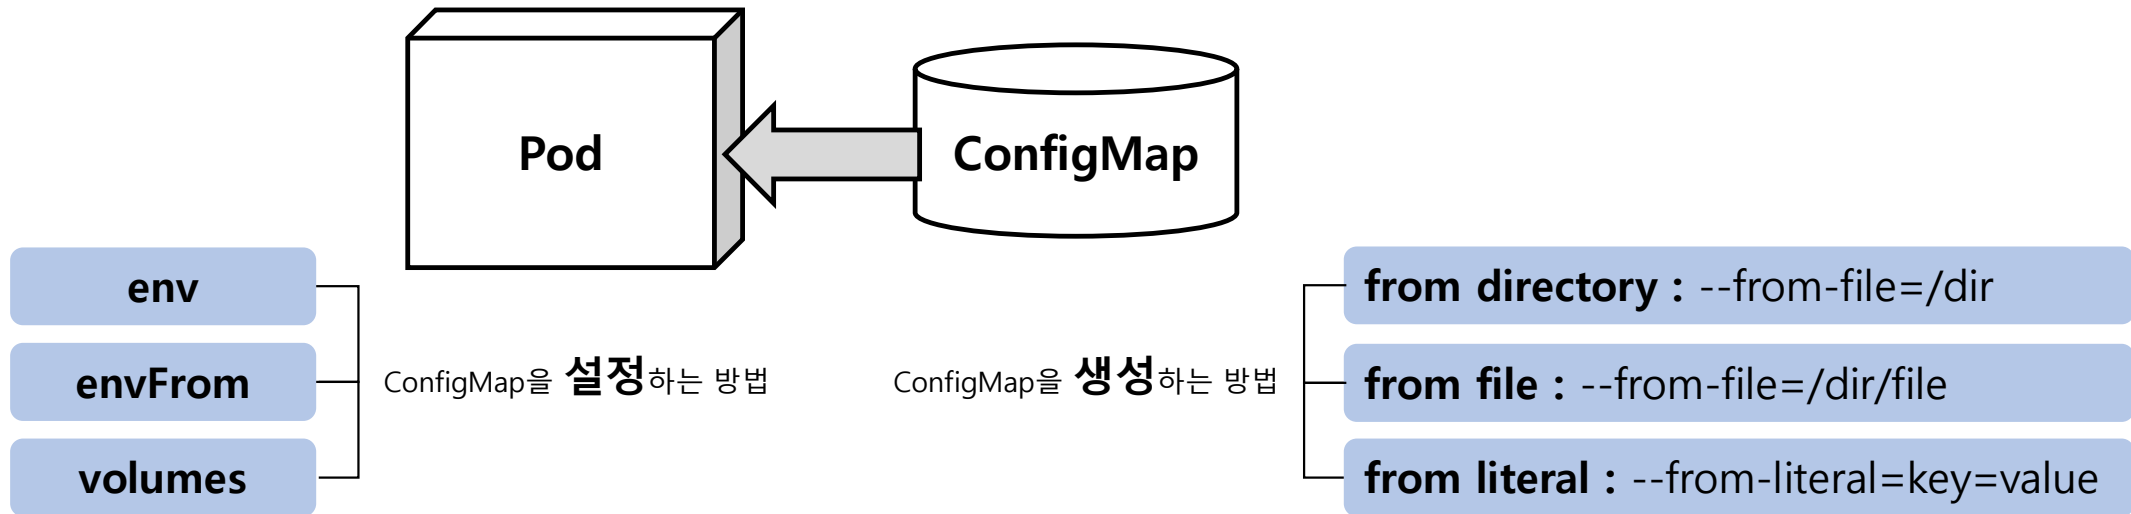 Pod
ConfigMap
env
envFrom
volumes
ConfigMap을 설정하는 방법
ConfigMap을 생성하는 방법
from directory : --from-file=/dir
from file : --from-file=/dir/file
from literal : --from-literal=key=value